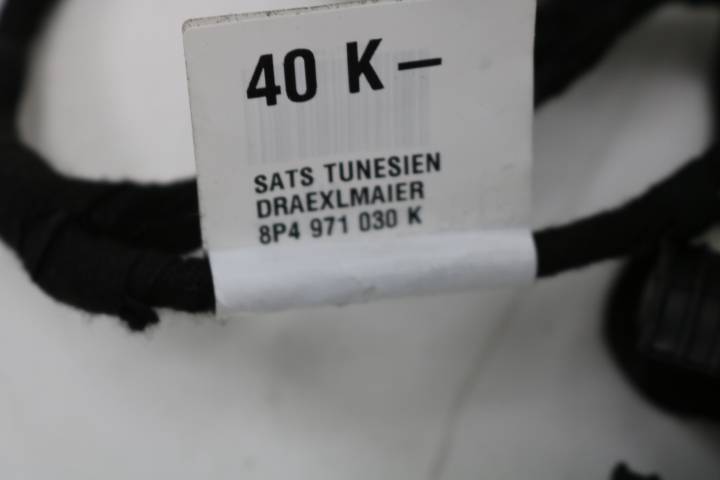 40 K –
SATS TUNESIEN
DRAEXLMAIER
8P4 971 030 K